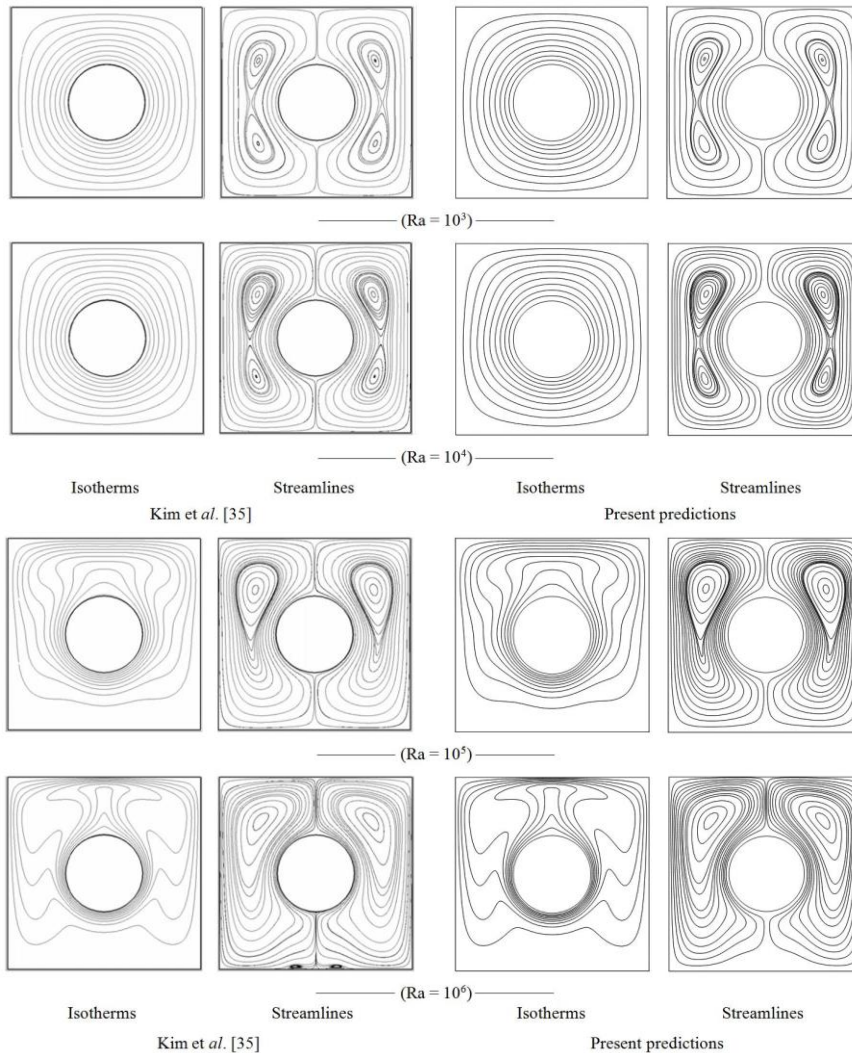 (Ra = 10³)
(Ra = 10⁴)
Isotherms Streamlines Isotherms Streamlines
Kim et al. [35] Present predictions
(Ra = 10⁵)
(Ra = 10⁶)
Isotherms Streamlines Isotherms Streamlines
Kim et al. [35] Present predictions